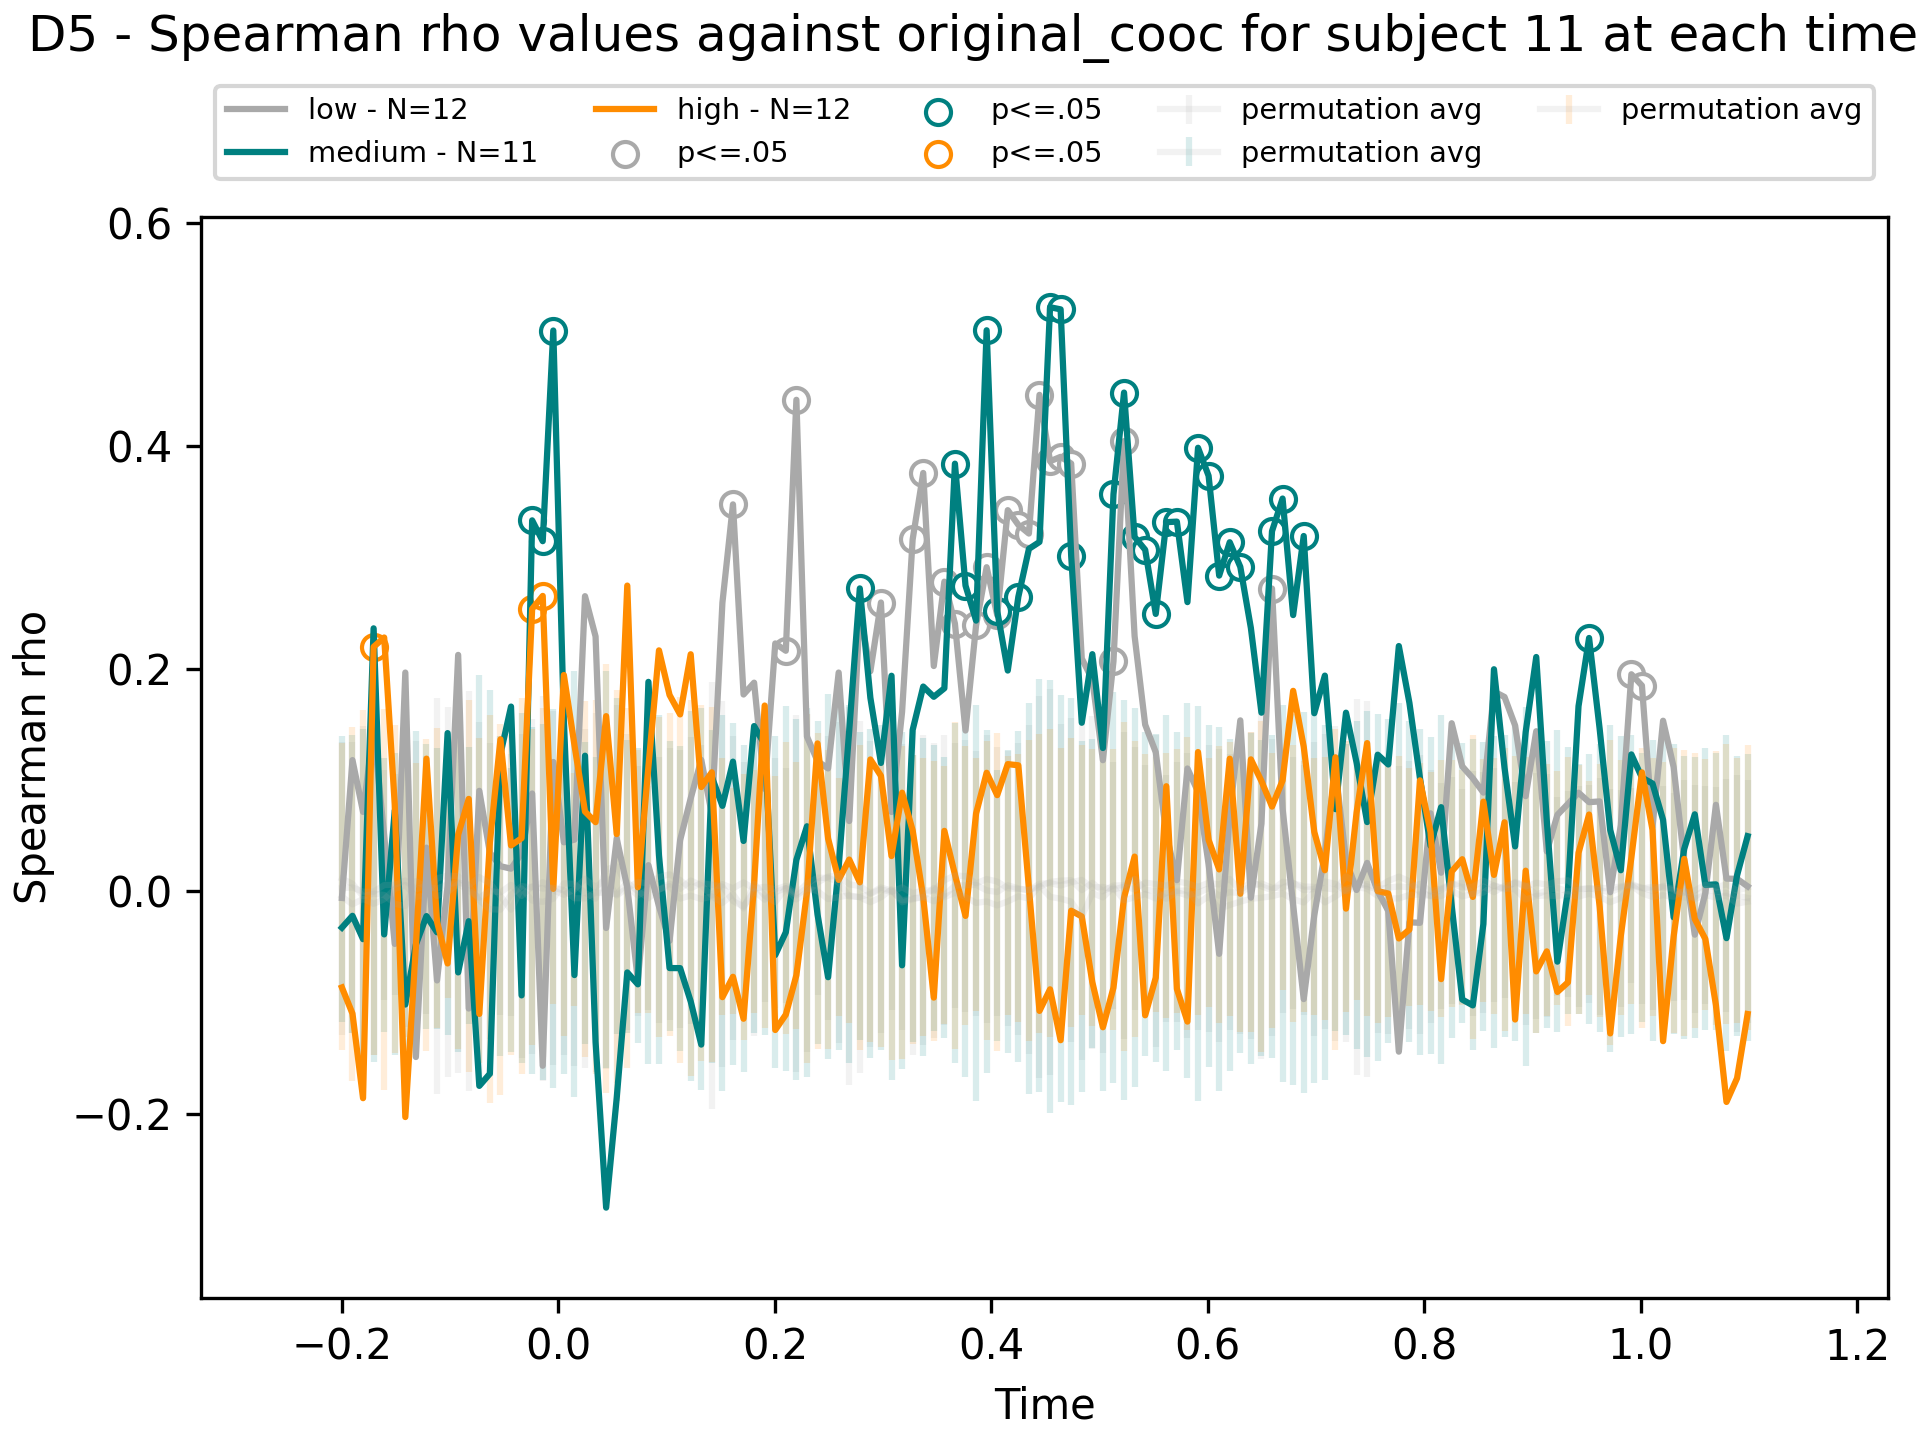 D5 - Spearman rho values against original_cooc for subject 11 at each time
low - N=12
medium - N=11
high - N=12
p<=.05
p<=.05
p<=.05
permutation avg
permutation avg
permutation avg
Spearman rho
0.6
0.4
0.2
0.0
−0.2
−0.2
0.0
0.2
0.4
0.6
0.8
1.0
1.2
Time